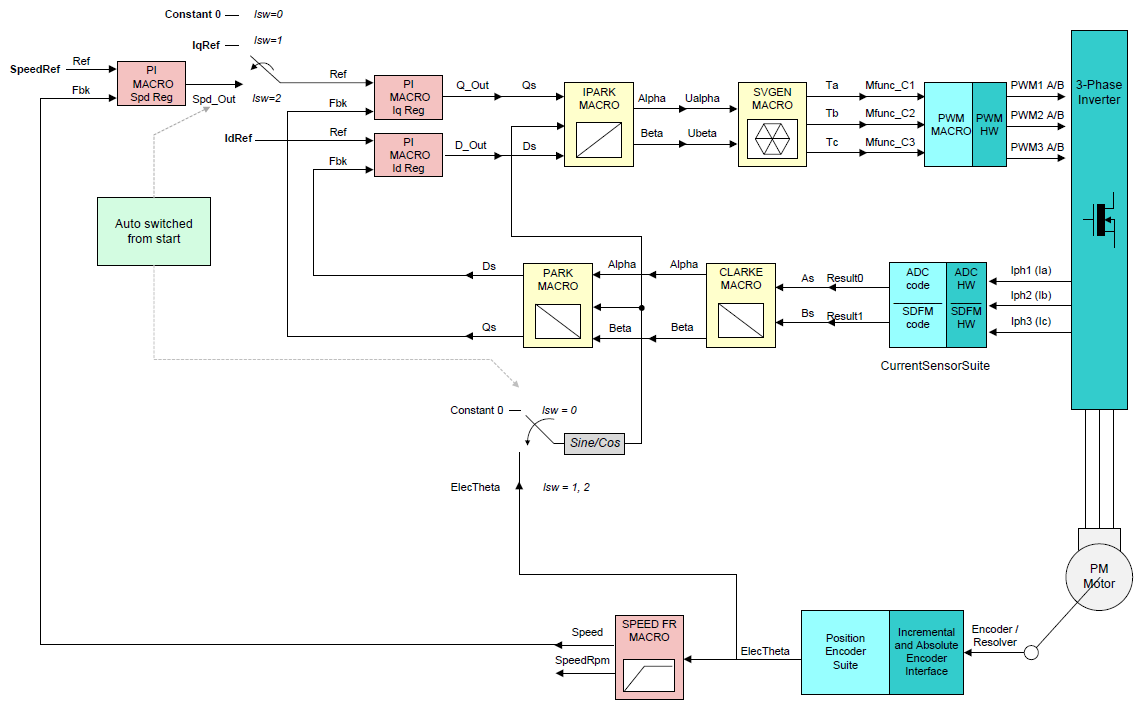 Constant 0
lsw=0
IqRef
lsw=1
SpeedRef
Ref
Fbk
PI
MACRO
Spd Reg
Spd_Out
lsw=2
Ref
Fbk
PI
MACRO
Iq Reg
Q_Out
Qs
IdRef
Ref
Fbk
PI
MACRO
Id Reg
D_Out
Ds
IPARK
MACRO
Alpha
Ualpha
Beta
Ubeta
SVGEN
MACRO
Ta
Mfunc_C1
Tb
Mfunc_C2
Tc
Mfunc_C3
PWM
MACRO
PWM
HW
PWM1 A/B
PWM2 A/B
PWM3 A/B
3-Phase
Inverter
Auto switched
from start
Ds
Qs
PARK
MACRO
Alpha
Alpha
Beta
Beta
CLARKE
MACRO
As
Result0
Bs
Result1
ADC
code
SDFM
code
ADC
HW
SDFM
HW
Iph1 (Ia)
Iph2 (Ib)
Iph3 (Ic)
CurrentSensorSuite
Constant 0
lsw = 0
Sine/Cos
ElecTheta
lsw = 1, 2
PM
Motor
Speed
SpeedRpm
SPEED FR
MACRO
ElecTheta
Position
Encoder
Suite
Incremental
and Absolute
Encoder
Interface
Encoder /
Resolver